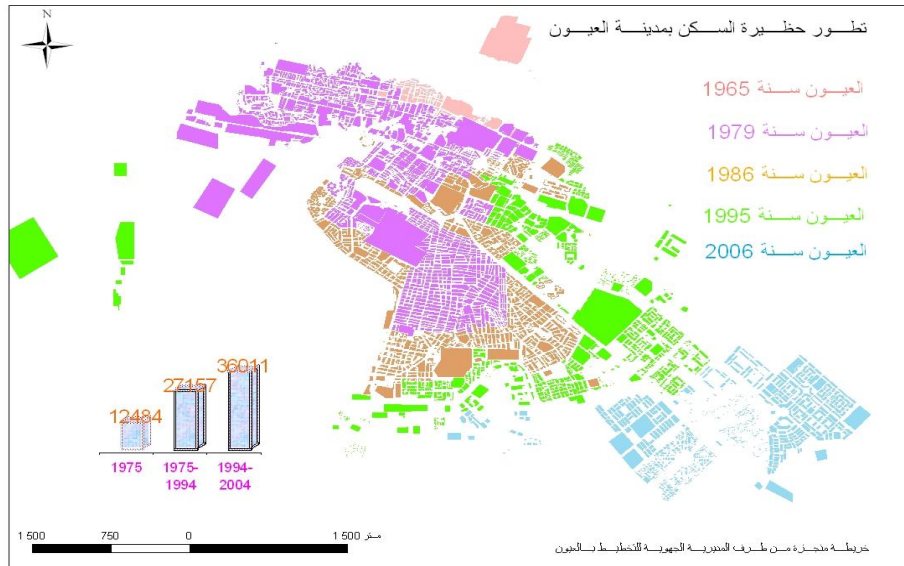 N
تطور حظيرة السكن بمدينة العيون
العيون سنة 1965
العيون سنة 1979
العيون سنة 1986
العيون سنة 1995
العيون سنة 2006
12484
27157
36011
1975
1975-
1994
1994-
2004
1 500
750
0
1 500
متر
خريطة منجزة من طرف المديرية الجهوية للتخطيط بالعيون